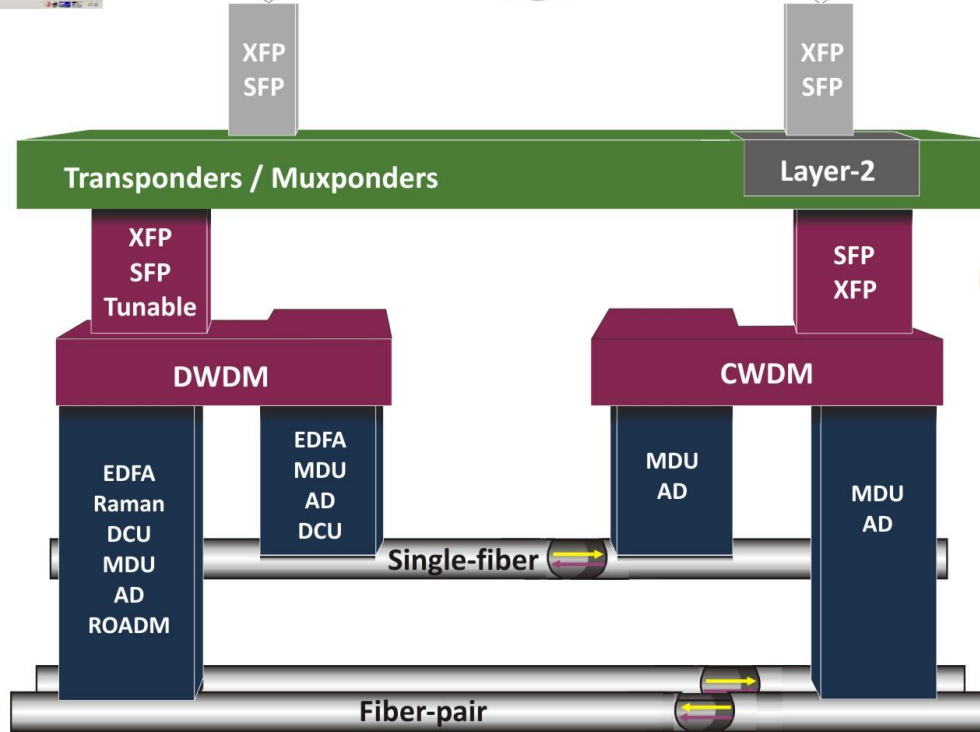 XFP
SFP
XFP
SFP
Transponders / Muxponders
Layer-2
XFP
SFP
Tunable
SFP
XFP
DWDM
CWDM
EDFA
Raman
DCU
MDU
AD
ROADM
EDFA
MDU
AD
DCU
MDU
AD
MDU
AD
Single-fiber
Fiber-pair